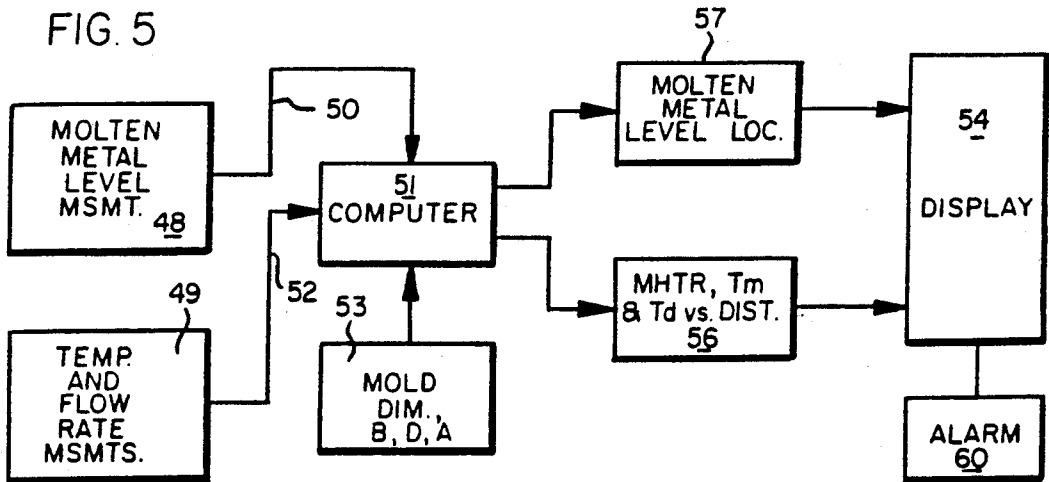 FIG. 5
MOLTEN
METAL
LEVEL
MSMT.
48
50
52
49
TEMP.
AND
FLOW
RATE
MSMTS.
51
COMPUTER
53
MOLD
DIM.,
B, D, A
57
MOLTEN
METAL
LEVEL LOC.
MHTR, Tm
& Td vs. DIST.
56
54
DISPLAY
ALARM
60